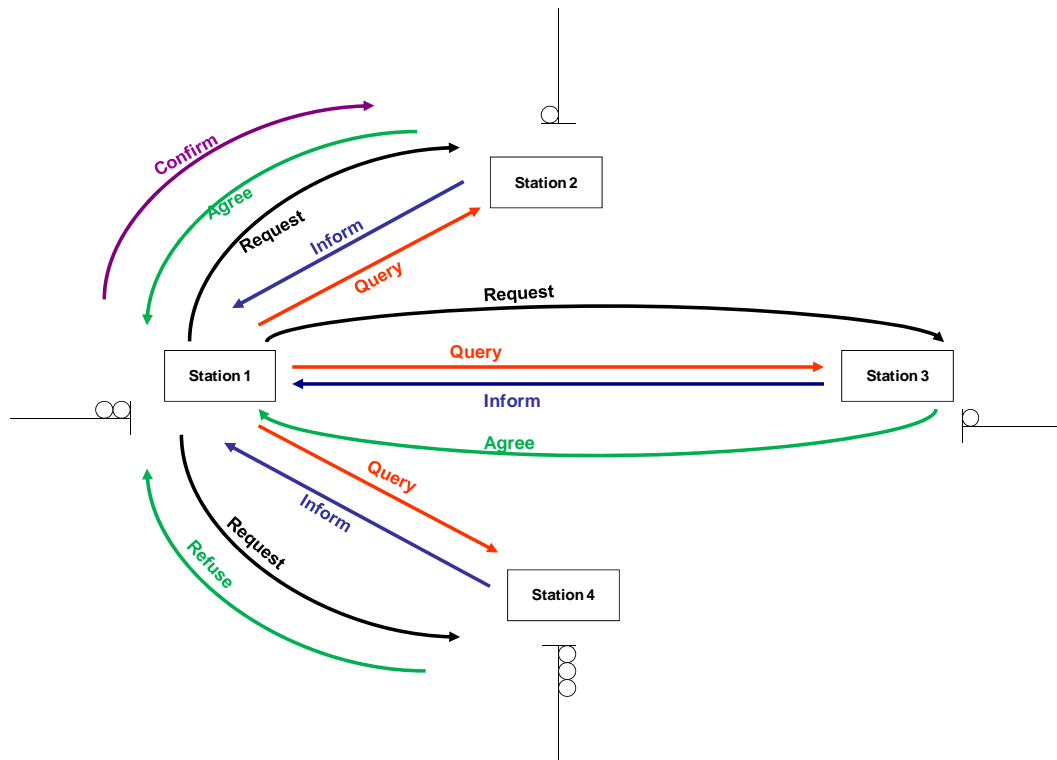 Confirm
Agree
Request
Inform
Query
Station 2
Request
Query
Station 1
Station 3
Inform
Agree
Query
Inform
Request
Refuse
Station 4